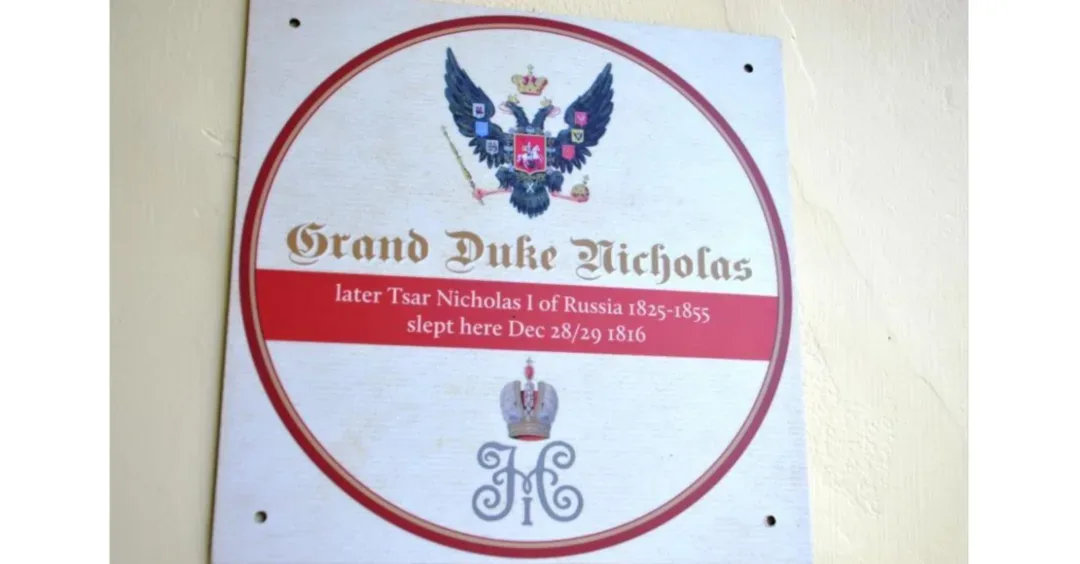 Grand Duke Nicholas
later Tsar Nicholas I of Russia 1825-1855
slept here Dec 28/29 1816
H I